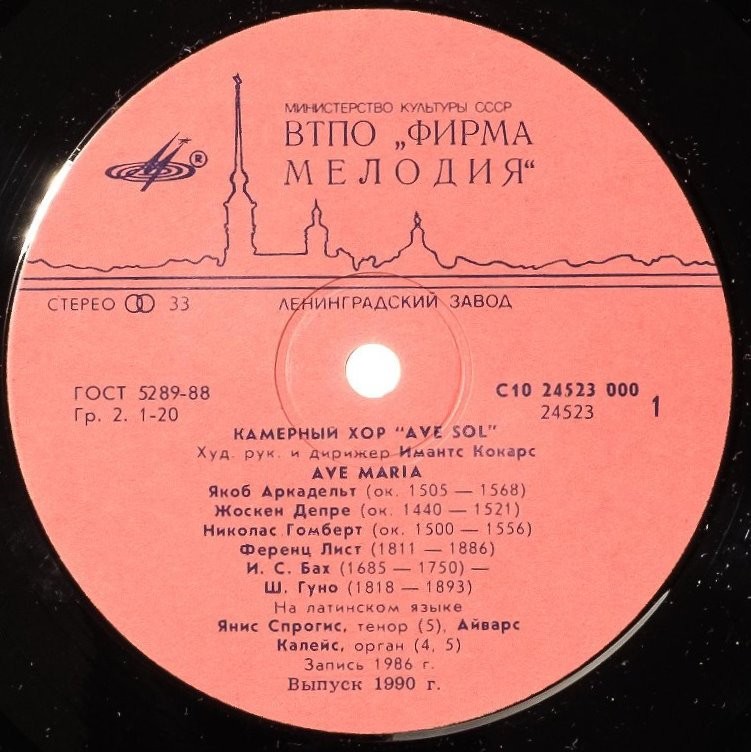 МИНИСТЕРСТВО КУЛЬТУРЫ СССР
ВТПО „ФИРМА
МЕЛОДИЯ“
®
СТЕРЕО 33
ЛЕНИНГРАДСКИЙ ЗАВОД
ГОСТ 5289-88
Гр. 2. 1-20
С10 24523 000
24523
1
КАМЕРНЫЙ ХОР "AVE SOL"
Худ. рук. и дирижер Имантс Кокарс
AVE MARIA
Якоб Аркадельт (ок. 1505 — 1568)
Жоскен Депре (ок. 1440 — 1521)
Николас Гомберт (ок. 1500 — 1556)
Ференц Лист (1811 — 1886)
И. С. Бах (1685 — 1750) —
Ш. Гуно (1818 — 1893)
На латинском языке
Янис Спрогис, тенор (5), Айварс
Калейс, орган (4, 5)
Запись 1986 г.
Выпуск 1990 г.